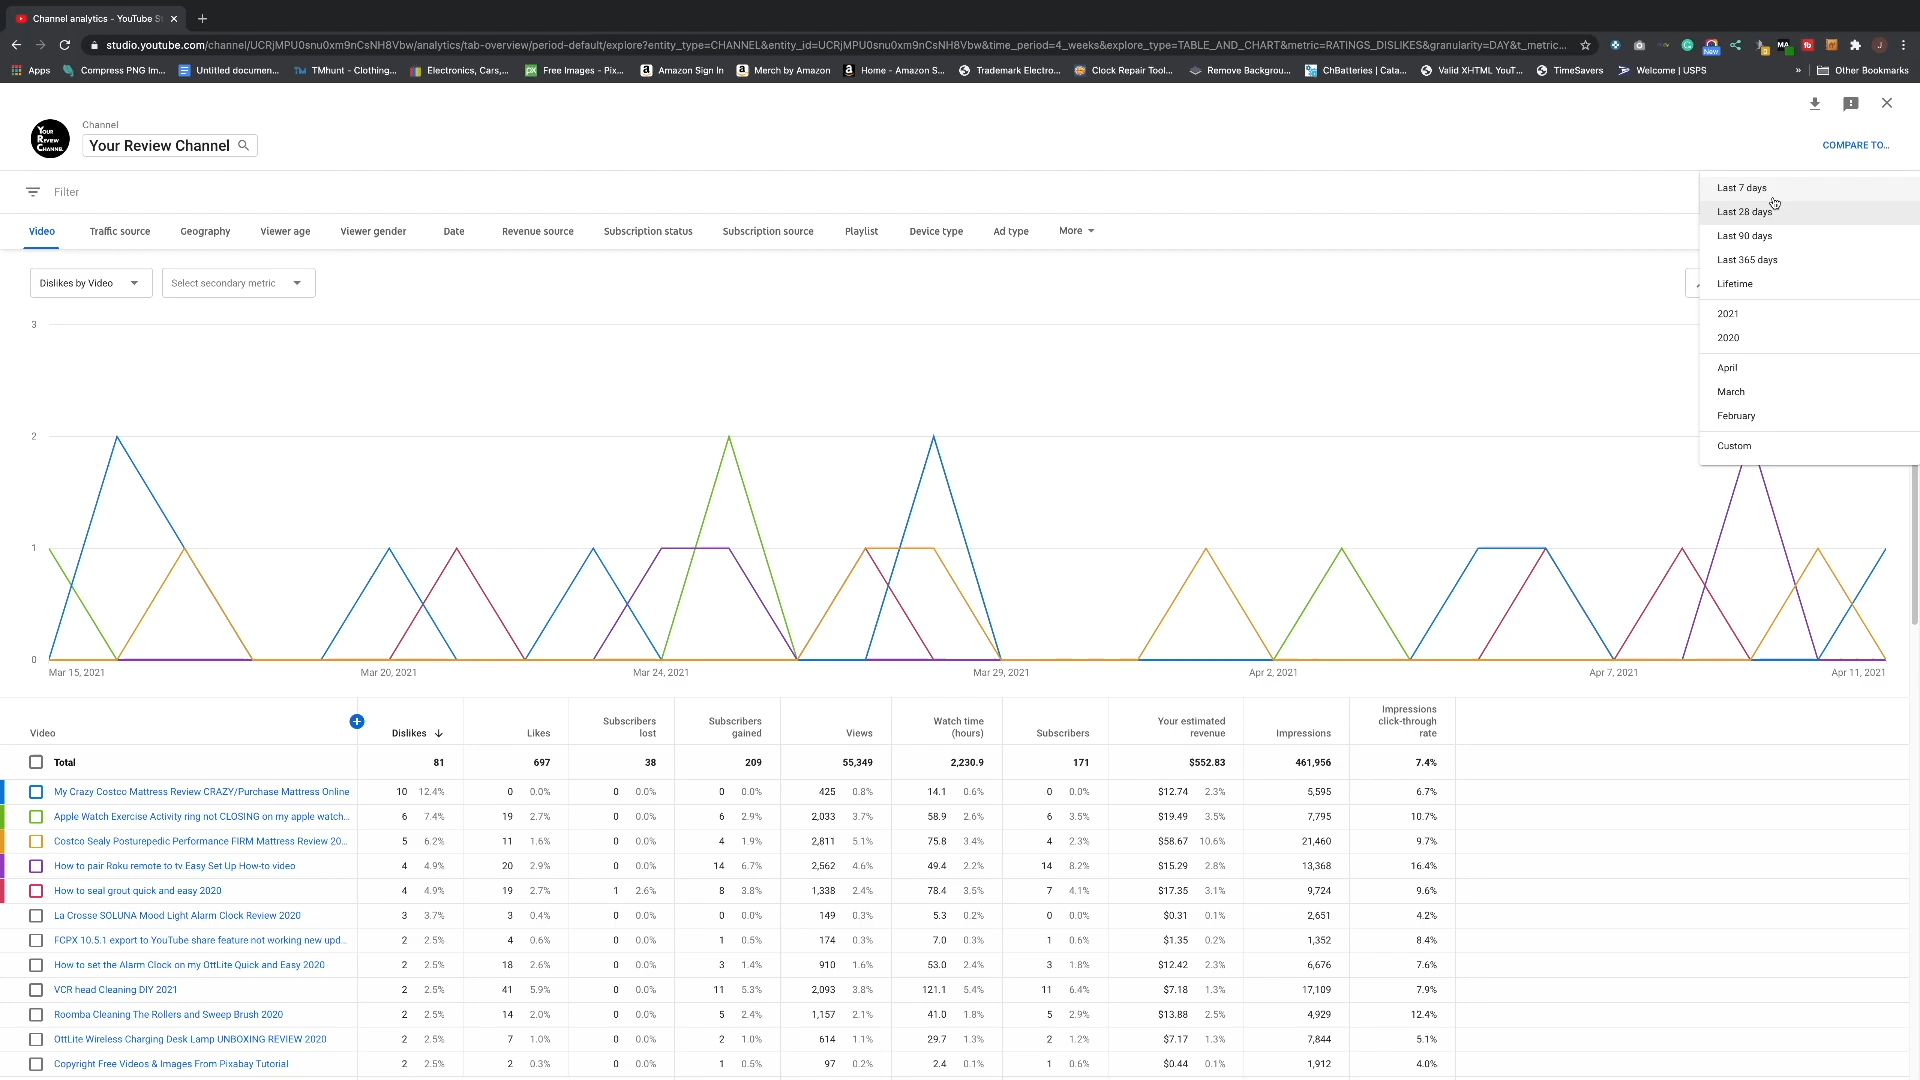 Channel analytics - YouTube St
studio.youtube.com/channel/UCRjMPU0snu0xm9nCsNH8Vbw/analytics/tab-overview/period-default/explore?entity_type=CHANNEL&entity_id=UCRjMPU0snu0xm9nCsNH8Vbw&time_period=4_weeks&explore_type=TABLE_AND_CHART&metric=RATINGS_DISLIKES&granularity=DAY&t_metric...
Apps Compress PNG Im... Untitled documen... TMhunt - Clothing... Electronics, Cars,... Free Images - Pix... Amazon Sign In Merch by Amazon Home - Amazon S... Trademark Electro... Clock Repair Tool... Remove Backgrou... ChBatteries | Cata... Valid XHTML YouT... TimeSavers Welcome | USPS » Other Bookmarks
YOUR REVIEW CHANNEL
Channel
Your Review Channel
COMPARE TO...
Filter
Last 7 days
Last 28 days
Last 90 days
Last 365 days
Lifetime
2021
2020
April
March
February
Custom
Video Traffic source Geography Viewer age Viewer gender Date Revenue source Subscription status Subscription source Playlist Device type Ad type More
Dislikes by Video Select secondary metric
3
2
1
0
Mar 15, 2021 Mar 20, 2021 Mar 24, 2021 Mar 29, 2021 Apr 2, 2021 Apr 7, 2021 Apr 11, 2021
Video Dislikes Likes Subscribers lost Subscribers gained Views Watch time (hours) Subscribers Your estimated revenue Impressions Impressions click-through rate
Total 81 697 38 209 55,349 2,230.9 171 $552.83 461,956 7.4%
My Crazy Costco Mattress Review CRAZY/Purchase Mattress Online 10 12.4% 0 0.0% 0 0.0% 0 0.0% 425 0.8% 14.1 0.6% 0 0.0% $12.74 2.3% 5,595 6.7%
Apple Watch Exercise Activity ring not CLOSING on my apple watch... 6 7.4% 19 2.7% 0 0.0% 6 2.9% 2,033 3.7% 58.9 2.6% 6 3.5% $19.49 3.5% 7,795 10.7%
Costco Sealy Posturepedic Performance FIRM Mattress Review 20... 5 6.2% 11 1.6% 0 0.0% 4 1.9% 2,811 5.1% 75.8 3.4% 4 2.3% $58.67 10.6% 21,460 9.7%
How to pair Roku remote to tv Easy Set Up How-to video 4 4.9% 20 2.9% 0 0.0% 14 6.7% 2,562 4.6% 49.4 2.2% 14 8.2% $15.29 2.8% 13,368 16.4%
How to seal grout quick and easy 2020 4 4.9% 19 2.7% 1 2.6% 8 3.8% 1,338 2.4% 78.4 3.5% 7 4.1% $17.35 3.1% 9,724 9.6%
La Crosse SOLUNA Mood Light Alarm Clock Review 2020 3 3.7% 3 0.4% 0 0.0% 0 0.0% 149 0.3% 5.3 0.2% 0 0.0% $0.31 0.1% 2,651 4.2%
FCPX 10.5.1 export to YouTube share feature not working new upd... 2 2.5% 4 0.6% 0 0.0% 1 0.5% 174 0.3% 7.0 0.3% 1 0.6% $1.35 0.2% 1,352 8.4%
How to set the Alarm Clock on my OttLite Quick and Easy 2020 2 2.5% 18 2.6% 0 0.0% 3 1.4% 910 1.6% 53.0 2.4% 3 1.8% $12.42 2.3% 6,676 7.6%
VCR head Cleaning DIY 2021 2 2.5% 41 5.9% 0 0.0% 11 5.3% 2,093 3.8% 121.1 5.4% 11 6.4% $7.18 1.3% 17,109 7.9%
Roomba Cleaning The Rollers and Sweep Brush 2020 2 2.5% 14 2.0% 0 0.0% 5 2.4% 1,157 2.1% 41.0 1.8% 5 2.9% $13.88 2.5% 4,929 12.4%
OttLite Wireless Charging Desk Lamp UNBOXING REVIEW 2020 2 2.5% 7 1.0% 0 0.0% 2 1.0% 614 1.1% 29.7 1.3% 2 1.2% $7.17 1.3% 7,844 5.1%
Copyright Free Videos & Images From Pixabay Tutorial 2 2.5% 2 0.3% 0 0.0% 1 0.5% 97 0.2% 2.4 0.1% 1 0.6% $0.44 0.1% 1,912 4.0%